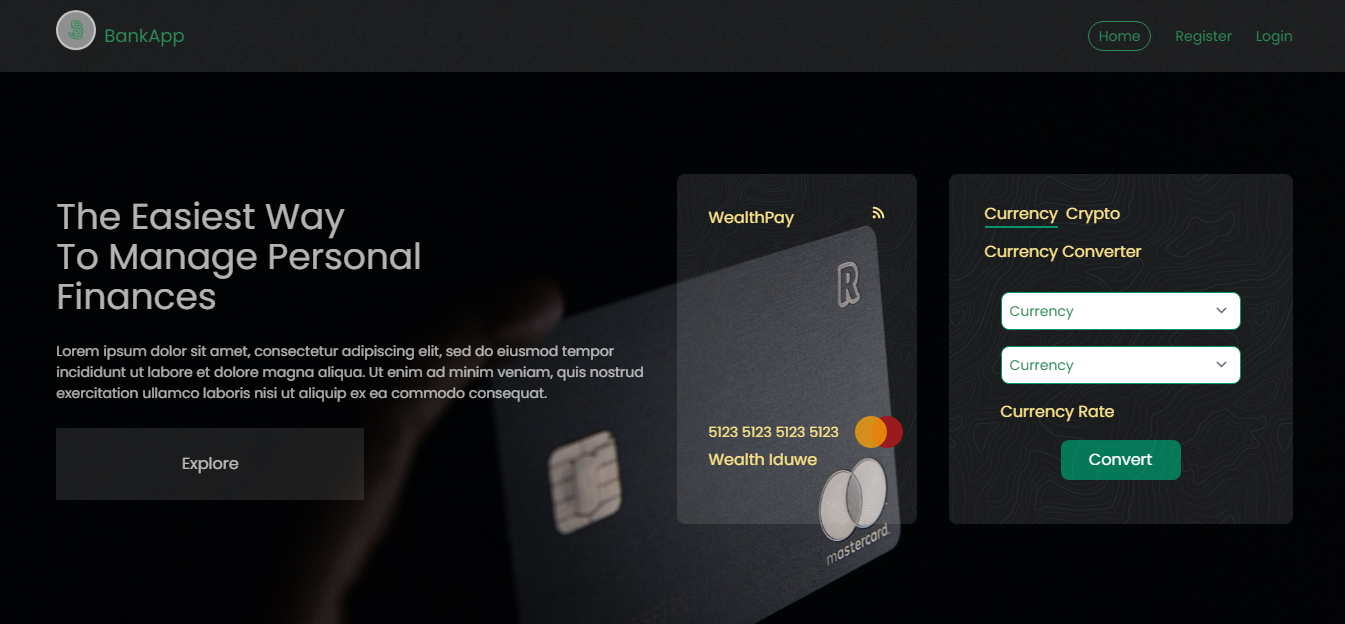 BankApp
Home
Register
Login
The Easiest Way
To Manage Personal
Finances
Lorem ipsum dolor sit amet, consectetur adipiscing elit, sed do eiusmod tempor
incididunt ut labore et dolore magna aliqua. Ut enim ad minim veniam, quis nostrud
exercitation ullamco laboris nisi ut aliquip ex ea commodo consequat.
Explore
WealthPay
R
5123 5123 5123 5123
Wealth Iduwe
mastercard.
Currency Crypto
Currency Converter
Currency
Currency
Currency Rate
Convert